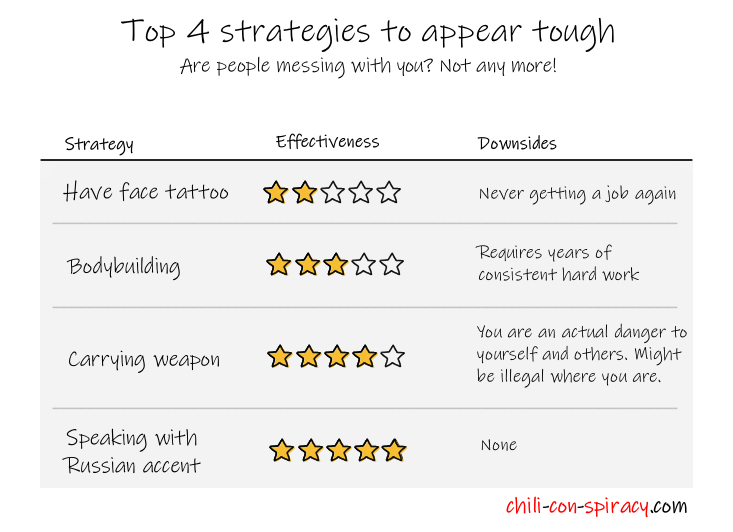 Top 4 strategies to appear tough
Are people messing with you? Not any more!
Strategy
Effectiveness
Downsides
Have face tattoo
Never getting a job again
Bodybuilding
Requires years of
consistent hard work
Carrying weapon
You are an actual danger to
yourself and others. Might
be illegal where you are.
Speaking with
Russian accent
None
chili-con-spiracy.com